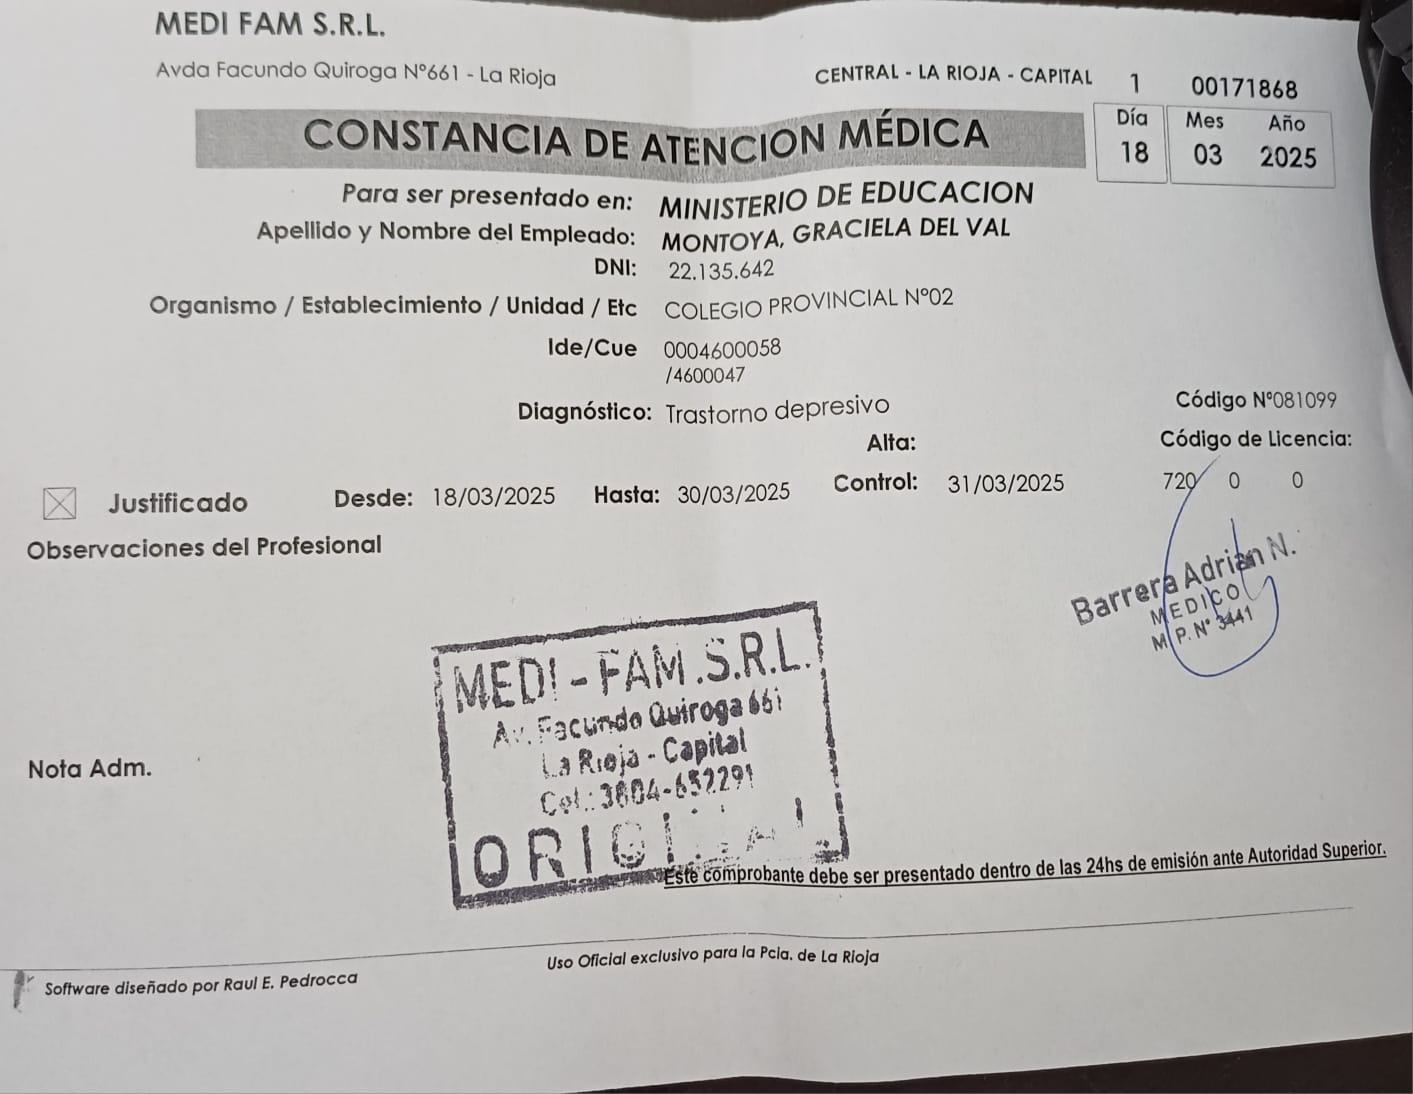 MEDI FAM S.R.L.
Avda Facundo Quiroga N°661 - La Rioja
CENTRAL - LA RIOJA - CAPITAL 1 00171868
CONSTANCIA DE ATENCION MÉDICA
Día Mes Año
18 03 2025
Para ser presentado en: MINISTERIO DE EDUCACION
Apellido y Nombre del Empleado: MONTOYA, GRACIELA DEL VAL
DNI: 22.135.642
Organismo / Establecimiento / Unidad / Etc COLEGIO PROVINCIAL N°02
Ide/Cue 0004600058
/4600047
Diagnóstico: Trastorno depresivo
Código N°081099
Alta:
Código de Licencia:
Justificado Desde: 18/03/2025 Hasta: 30/03/2025 Control: 31/03/2025
720 0 0
Observaciones del Profesional
Barrera Adrian N.
MEDICO
M.P. N° 3441
MEDI - FAM.S.R.L.
Av. Facundo Quiroga 661
La Rioja - Capital
Cel.: 3804-652291
Nota Adm.
Este comprobante debe ser presentado dentro de las 24hs de emisión ante Autoridad Superior.
Uso Oficial exclusivo para la Pcia. de La Rioja
Software diseñado por Raul E. Pedrocca